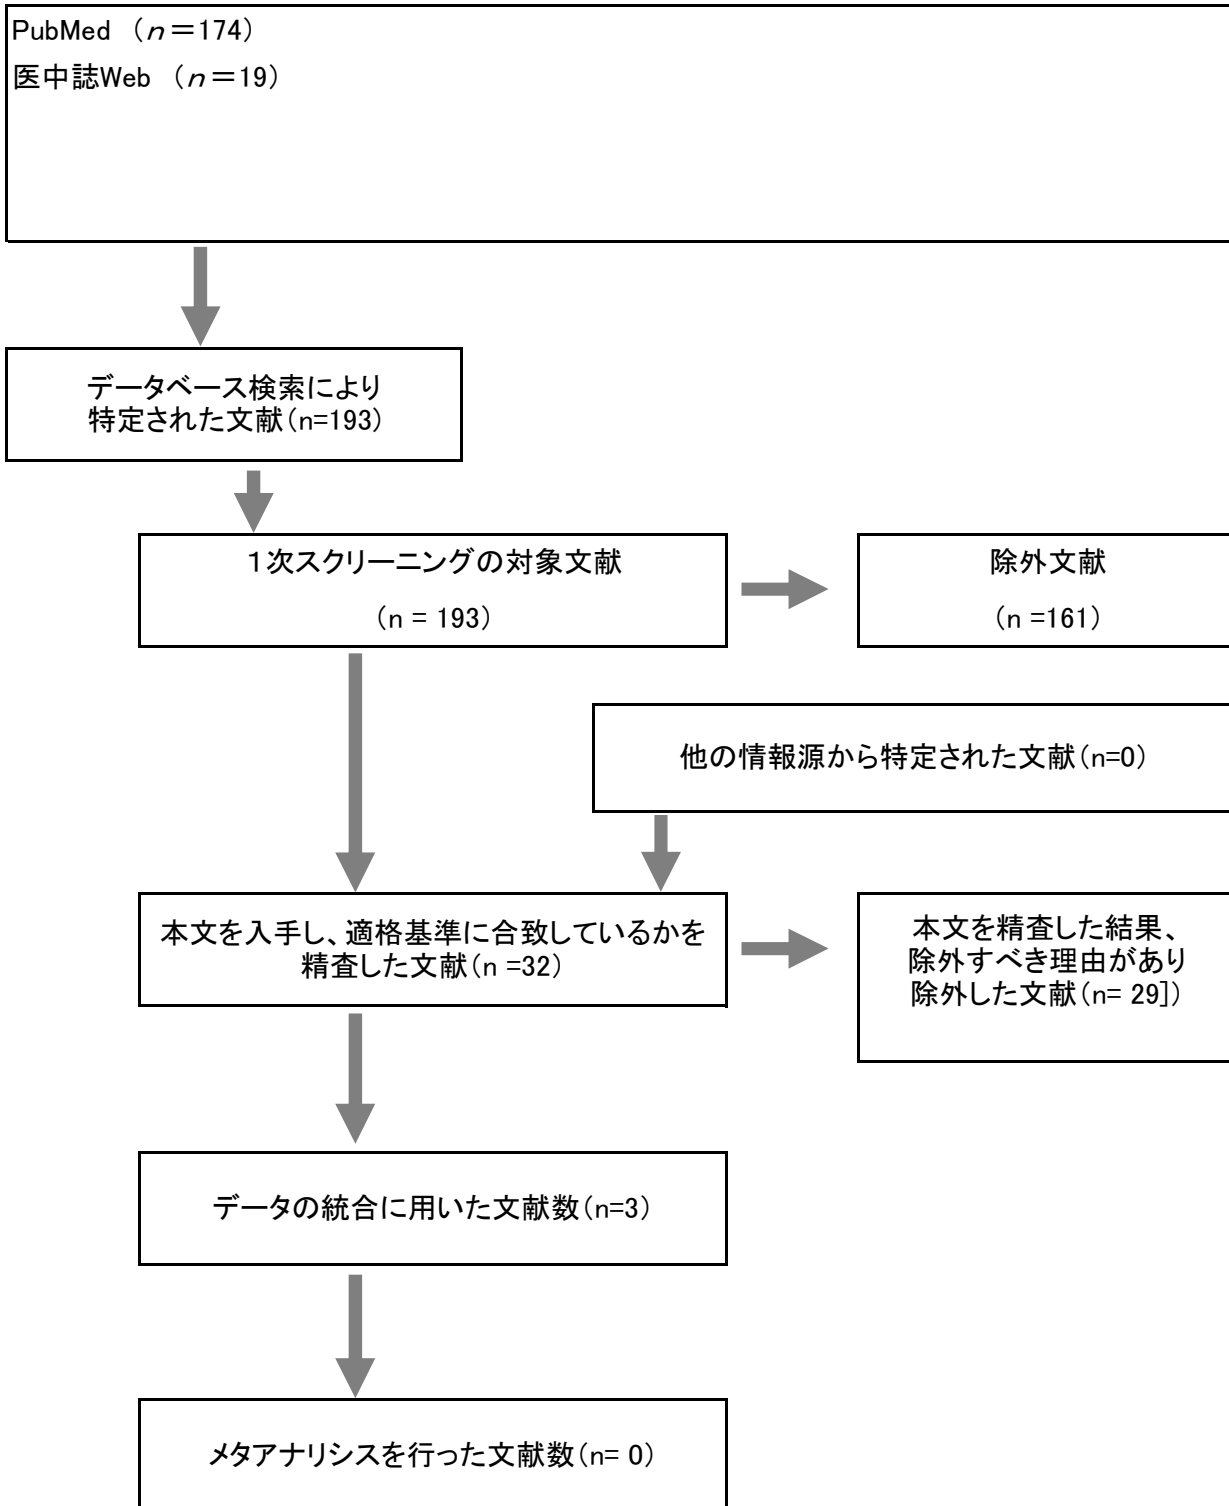 PubMed （n＝174）
医中誌Web （n＝19）
データベース検索により
特定された文献（n=193）
１次スクリーニングの対象文献
（n = 193）
除外文献
（n =161）
他の情報源から特定された文献（n=0）
本文を入手し、適格基準に合致しているかを
精査した文献（n =32）
本文を精査した結果、
除外すべき理由があり
除外した文献（n= 29]）
データの統合に用いた文献数（n=3）
メタアナリシスを行った文献数（n= 0）